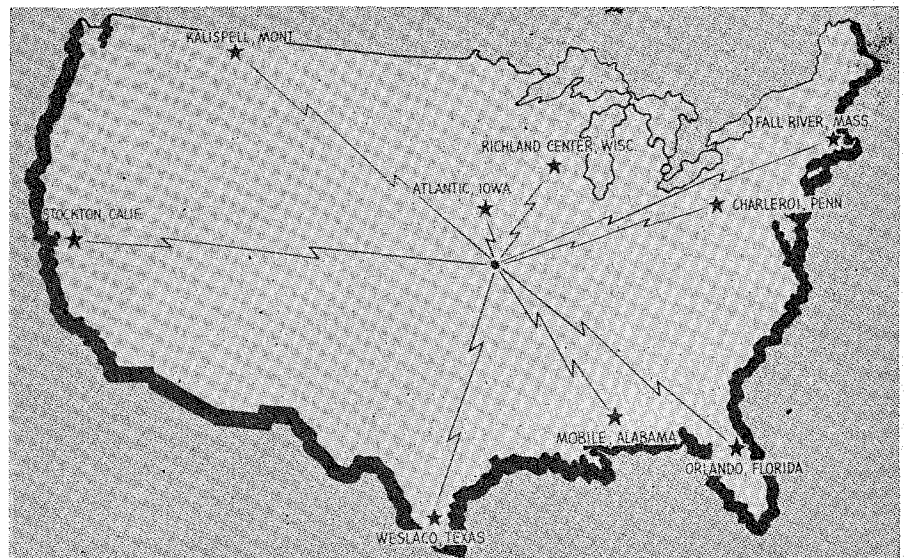 KALISPELL, MONT.
FALL RIVER, MASS.
RICHLAND CENTER, WISC.
ATLANTIC, IOWA
CHARLEROI, PENN
STOCKTON, CALIF.
MOBILE, ALABAMA
ORLANDO, FLORIDA
WESLACO, TEXAS